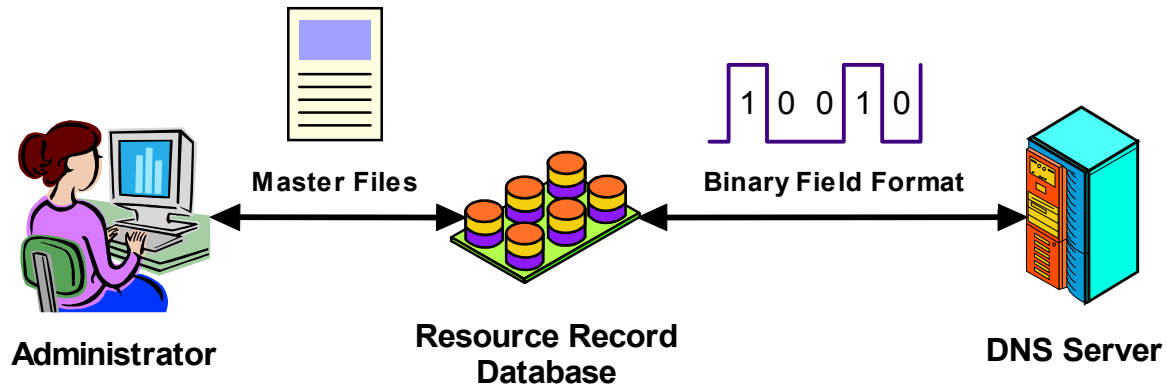 1 0 0 1 0
Master Files
Binary Field Format
Administrator
Resource Record
Database
DNS Server